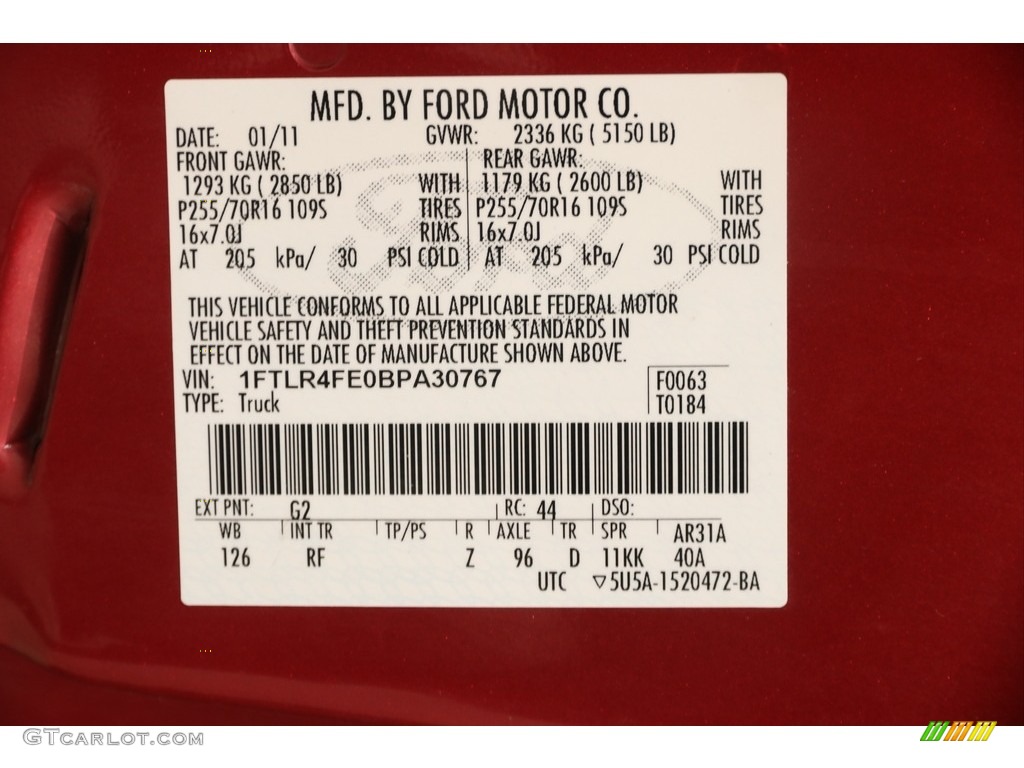 MFD. BY FORD MOTOR CO.
DATE: 01/11 GVWR: 2336 KG ( 5150 LB)
FRONT GAWR: REAR GAWR:
1293 KG ( 2850 LB) WITH 1179 KG ( 2600 LB) WITH
P255/70R16 109S TIRES P255/70R16 109S TIRES
16x7.0J RIMS 16x7.0J RIMS
AT 205 kPa/ 30 PSI COLD AT 205 kPa/ 30 PSI COLD
THIS VEHICLE CONFORMS TO ALL APPLICABLE FEDERAL MOTOR
VEHICLE SAFETY AND THEFT PREVENTION STANDARDS IN
EFFECT ON THE DATE OF MANUFACTURE SHOWN ABOVE.
VIN: 1FTLR4FE0BPA30767 F0063
TYPE: Truck T0184
EXT PNT: G2 RC: 44 DSO:
WB INT TR TP/PS R AXLE TR SPR AR31A
126 RF Z 96 D 11KK 40A
UTC ▽5U5A-1520472-BA
Ford
GTCARLOT.COM